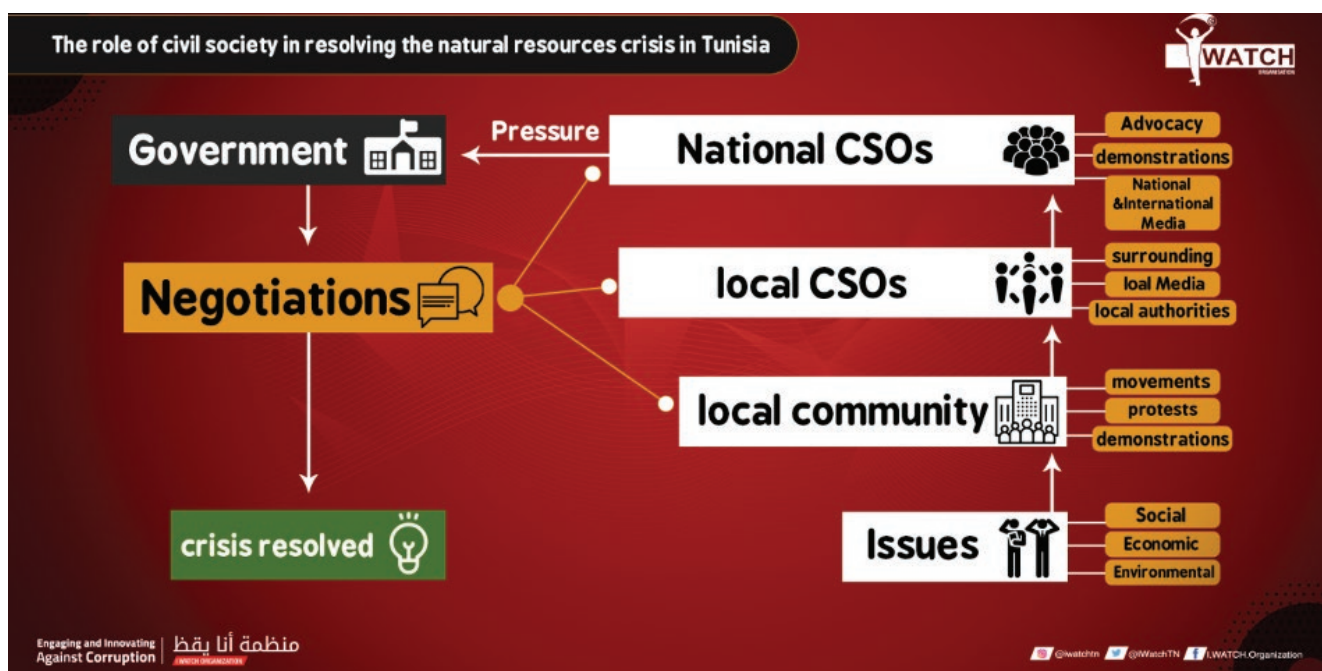 The role of civil society in resolving the natural resources crisis in Tunisia
I WATCH
ORGANISATION
Government
Pressure
National CSOs
Advocacy
demonstrations
National
&International
Media
Negotiations
local CSOs
surrounding
loal Media
local authorities
local community
movements
protests
demonstrations
crisis resolved
Issues
Social
Economic
Environmental
Engaging and Innovating
Against Corruption
منظمة أنا يقظ
I WATCH ORGANIZATION
@iwatchtn
@IWatchTN
I.WATCH.Organization